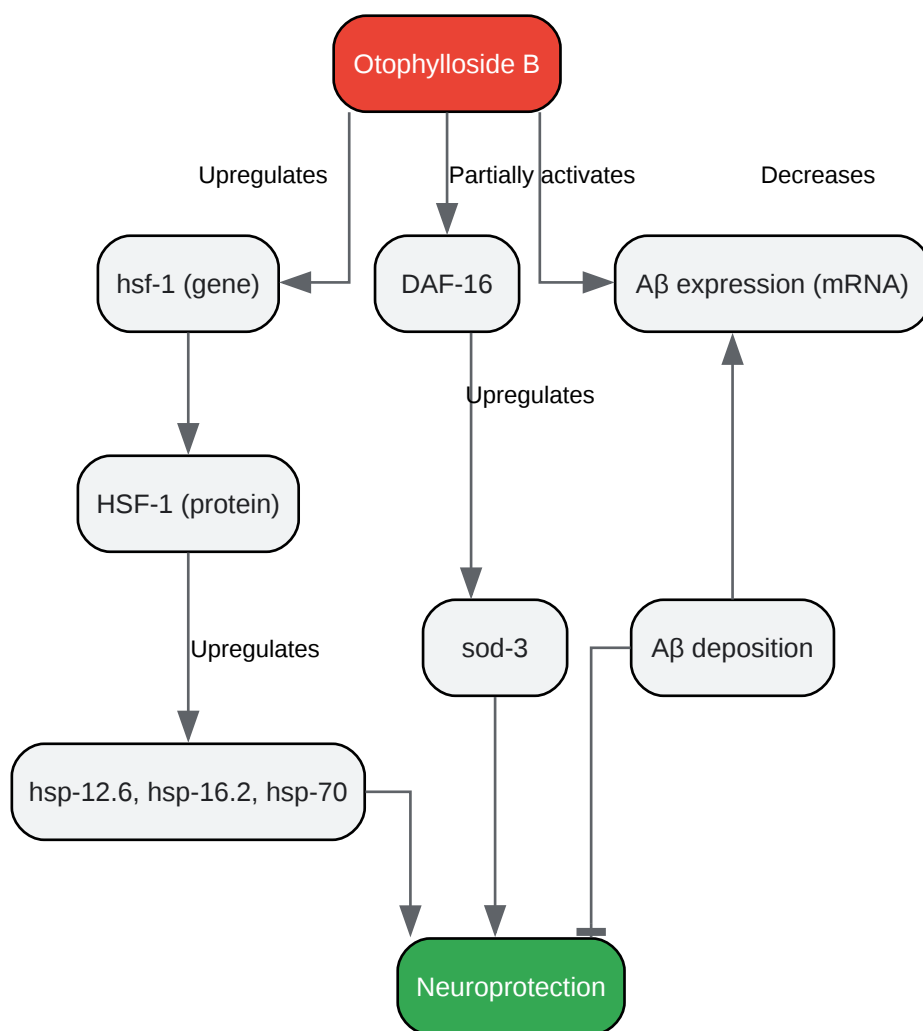 Otophylloside B
Upregulates
Partially activates
Decreases
hsf-1 (gene)
DAF-16
Aβ expression (mRNA)
Upregulates
HSF-1 (protein)
Upregulates
sod-3
Aβ deposition
hsp-12.6, hsp-16.2, hsp-70
Neuroprotection